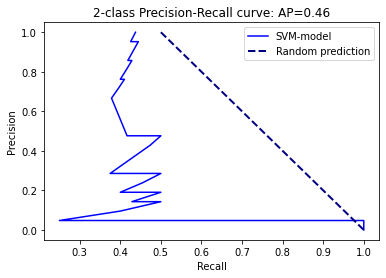 2-class Precision-Recall curve: AP=0.46
SVM-model
Random prediction
Precision
1.0
0.8
0.6
0.4
0.2
0.0
0.3 0.4 0.5 0.6 0.7 0.8 0.9 1.0
Recall